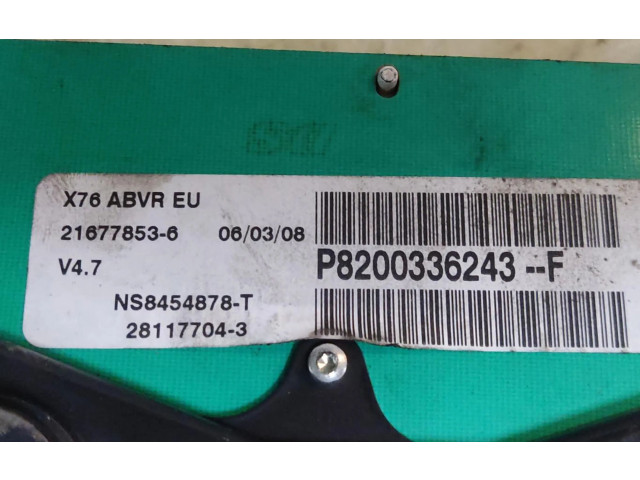 X76 ABVR EU
21677853-6 06/03/08
V4.7
P8200336243 --F
NS8454878-T
28117704-3